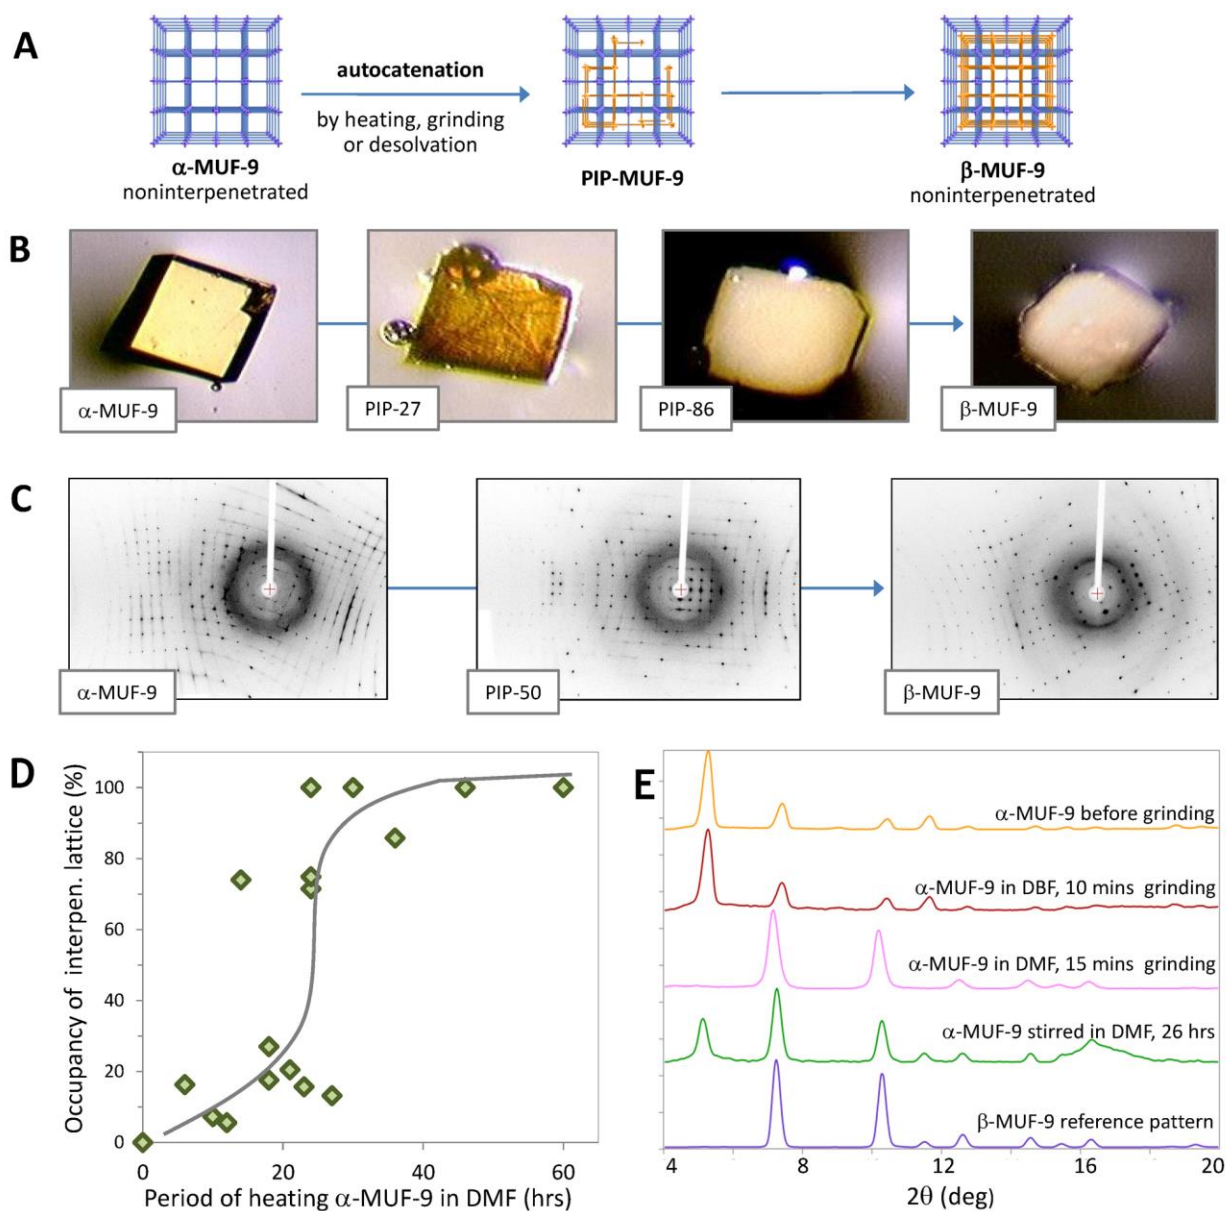 A
autocatenation
by heating, grinding
or desolvation
α-MUF-9
noninterpenetrated
PIP-MUF-9
β-MUF-9
noninterpenetrated
B
α-MUF-9
PIP-27
PIP-86
β-MUF-9
C
α-MUF-9
PIP-50
β-MUF-9
D
Occupancy of interpen. lattice (%)
100
80
60
40
20
0
0 20 40 60
Period of heating α-MUF-9 in DMF (hrs)
E
α-MUF-9 before grinding
α-MUF-9 in DBF, 10 mins grinding
α-MUF-9 in DMF, 15 mins grinding
α-MUF-9 stirred in DMF, 26 hrs
β-MUF-9 reference pattern
4 8 12 16 20
2θ (deg)